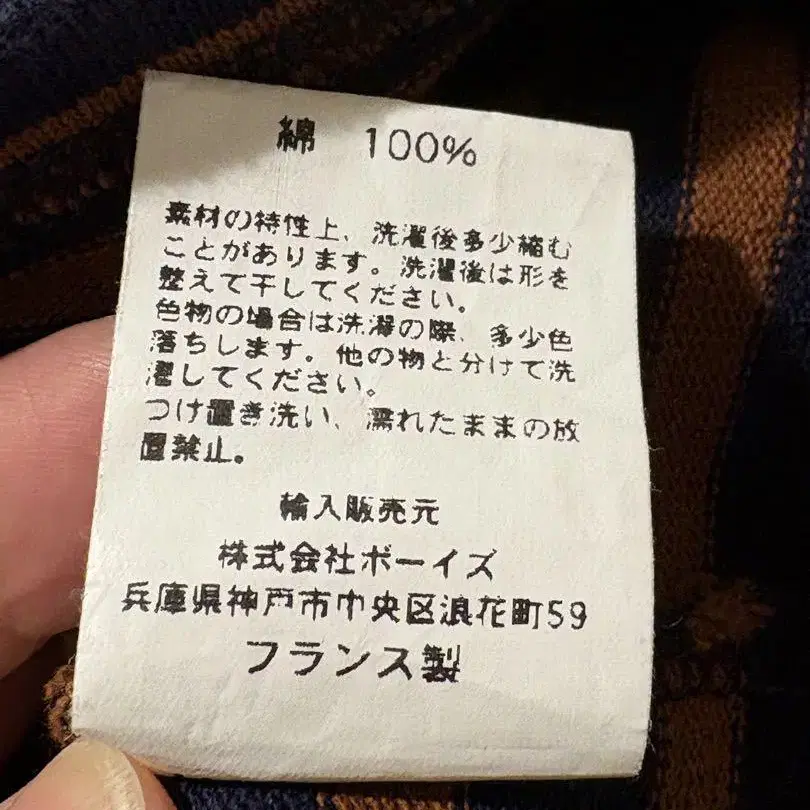 綿 100%
素材の特性上、洗濯後多少縮む
ことがあります。洗濯後は形を
整えて干してください。
色物の場合は洗濯の際、多少色
落ちします。他の物と分けて洗
濯してください。
つけ置き洗い、濡れたままの放
置禁止。
輸入販売元
株式会社ボーイズ
兵庫県神戸市中央区浪花町59
フランス製